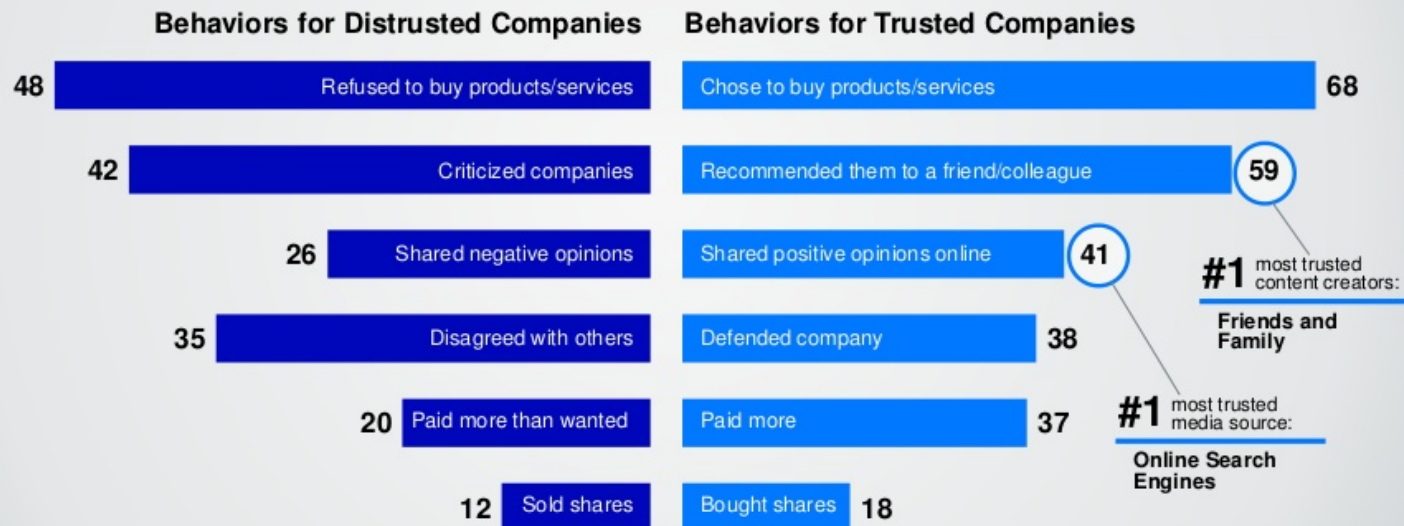 Behaviors for Distrusted Companies
Behaviors for Trusted Companies
48
Refused to buy products/services
Chose to buy products/services
68
42
Criticized companies
Recommended them to a friend/colleague
59
26
Shared negative opinions
Shared positive opinions online
41
#1 most trusted
content creators:
Friends and
Family
35
Disagreed with others
Defended company
38
20
Paid more than wanted
Paid more
37
#1 most trusted
media source:
Online Search
Engines
12
Sold shares
Bought shares
18